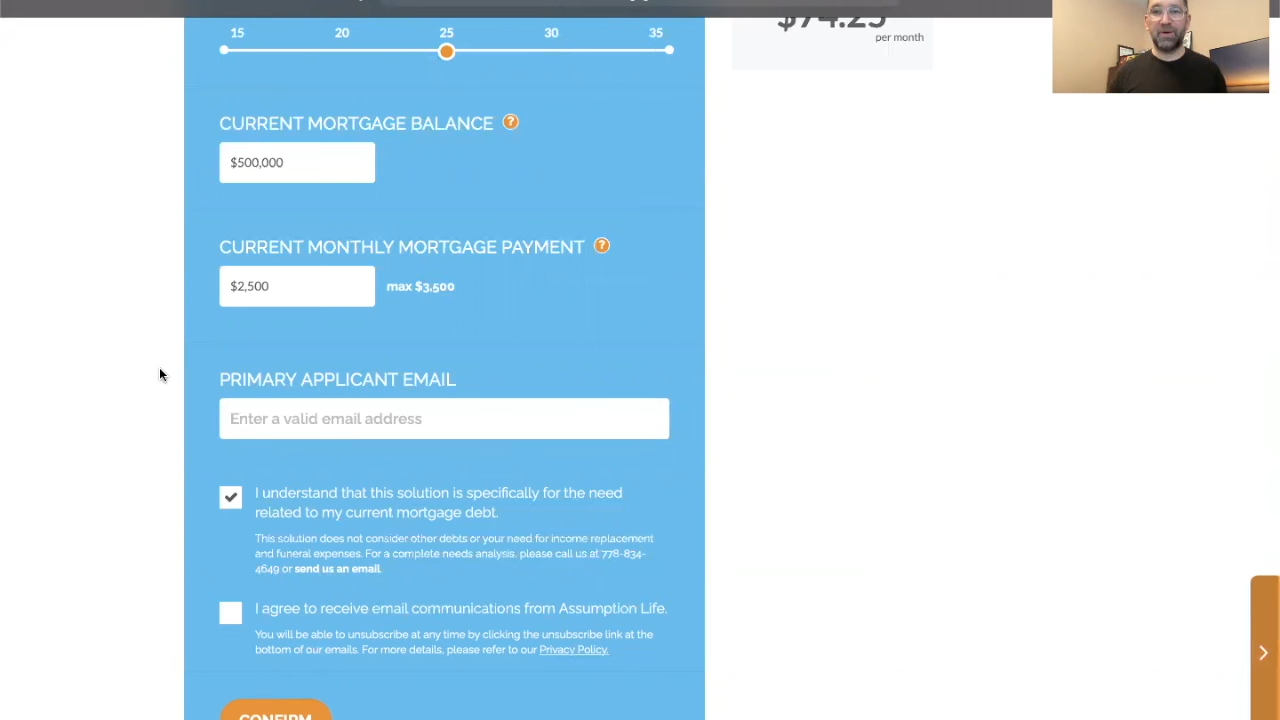 15 20 25 30 35
$74.25
per month
CURRENT MORTGAGE BALANCE ?
$500,000
CURRENT MONTHLY MORTGAGE PAYMENT ?
$2,500 max $3,500
PRIMARY APPLICANT EMAIL
Enter a valid email address
I understand that this solution is specifically for the need
related to my current mortgage debt.
This solution does not consider other debts or your need for income replacement
and funeral expenses. For a complete needs analysis, please call us at 778-834-
4649 or send us an email.
I agree to receive email communications from Assumption Life.
You will be able to unsubscribe at any time by clicking the unsubscribe link at the
bottom of our emails. For more details, please refer to our Privacy Policy.
CONFIRM